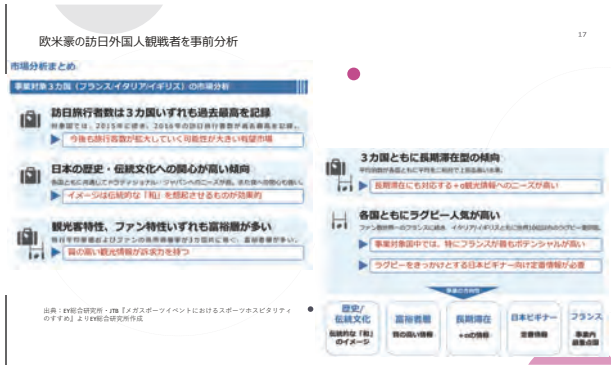 欧米豪の訪日外国人観戦者を事前分析
17
市場分析まとめ
事業対象3カ国（フランス/イタリア/イギリス）の市場分析
訪日旅行者数は3カ国いずれも過去最高を記録
今後も旅行者数が拡大していく可能性が大きい有望市場
日本の歴史・伝統文化への関心が高い傾向
イメージは伝統的な「和」を想起させるものが効果的
観光客特性、ファン特性いずれも富裕層が多い
質の高い観光情報が訴求力を持つ
3カ国ともに長期滞在型の傾向
長期滞在にも対応する+α観光情報へのニーズが高い
各国ともにラグビー人気が高い
事業対象国中では、特にフランスが最もポテンシャルが高い
ラグビーをきっかけとする日本ビギナー向け定番情報が必要
事業の方向性
歴史/
伝統文化
伝統的な「和」
のイメージ
富裕者層
質の高い情報
長期滞在
+αの情報
日本ビギナー
定番情報
フランス
事業内
最重点国
出典：EY総合研究所・JTB『メガスポーツイベントにおけるスポーツホスピタリティ
のすすめ』よりEY総合研究所作成